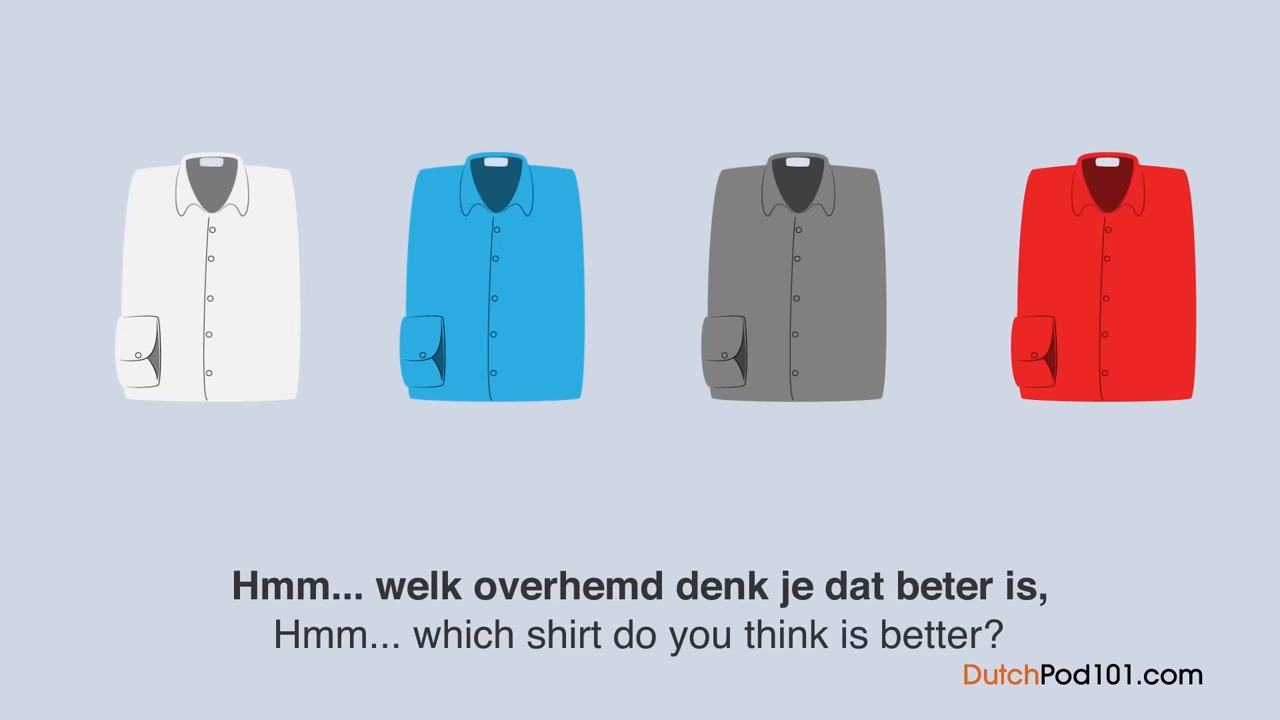 Hmm... welk overhemd denk je dat beter is,
Hmm... which shirt do you think is better?
DutchPod101.com